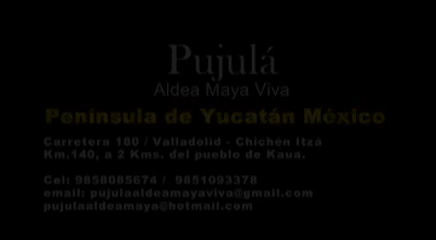 Pujulá
Aldea Maya Viva
Península de Yucatán México
Carretera 180 / Valladolid - Chichén Itzá
Km.140, a 2 Kms. del pueblo de Kaua.
Cel: 9858085674 / 9851093378
email: pujulaaldeamayaviva@gmail.com
pujulaaldeamaya@hotmail.com